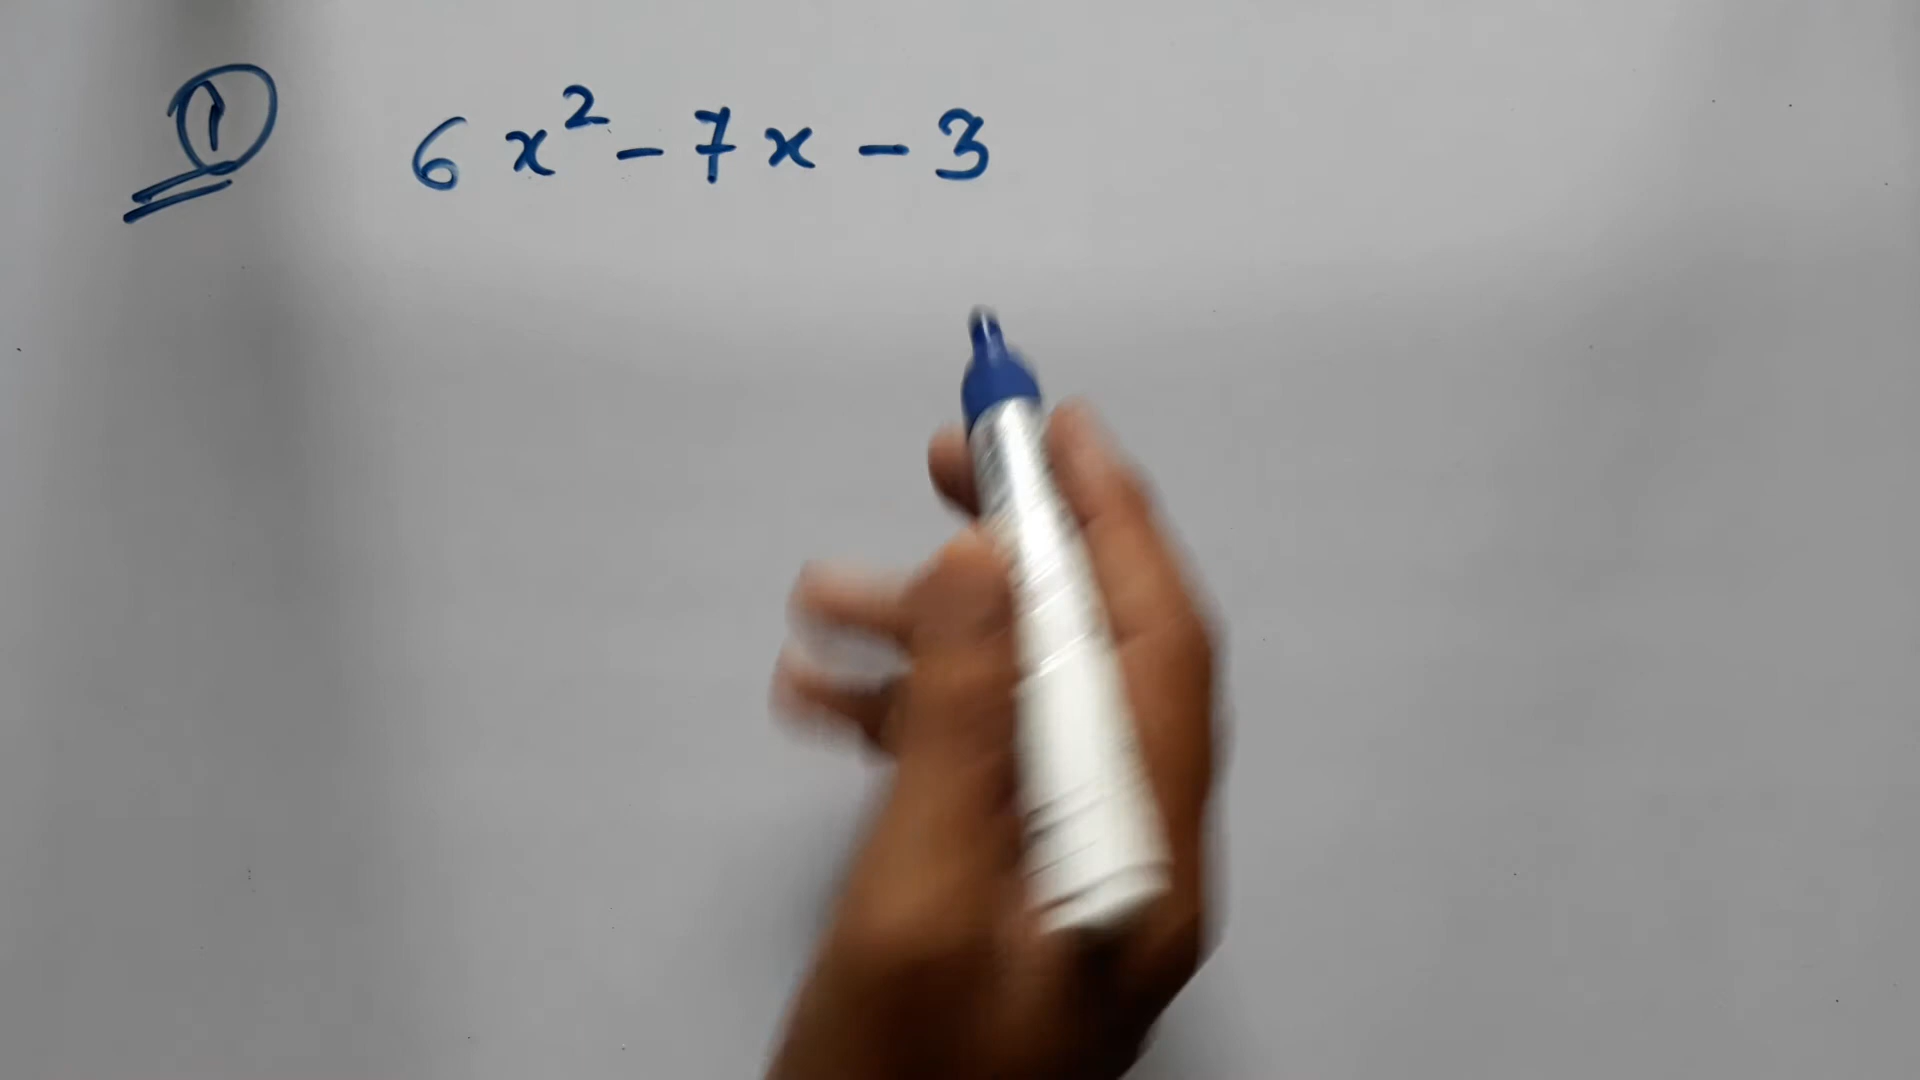 ① 6x² - 7x - 3